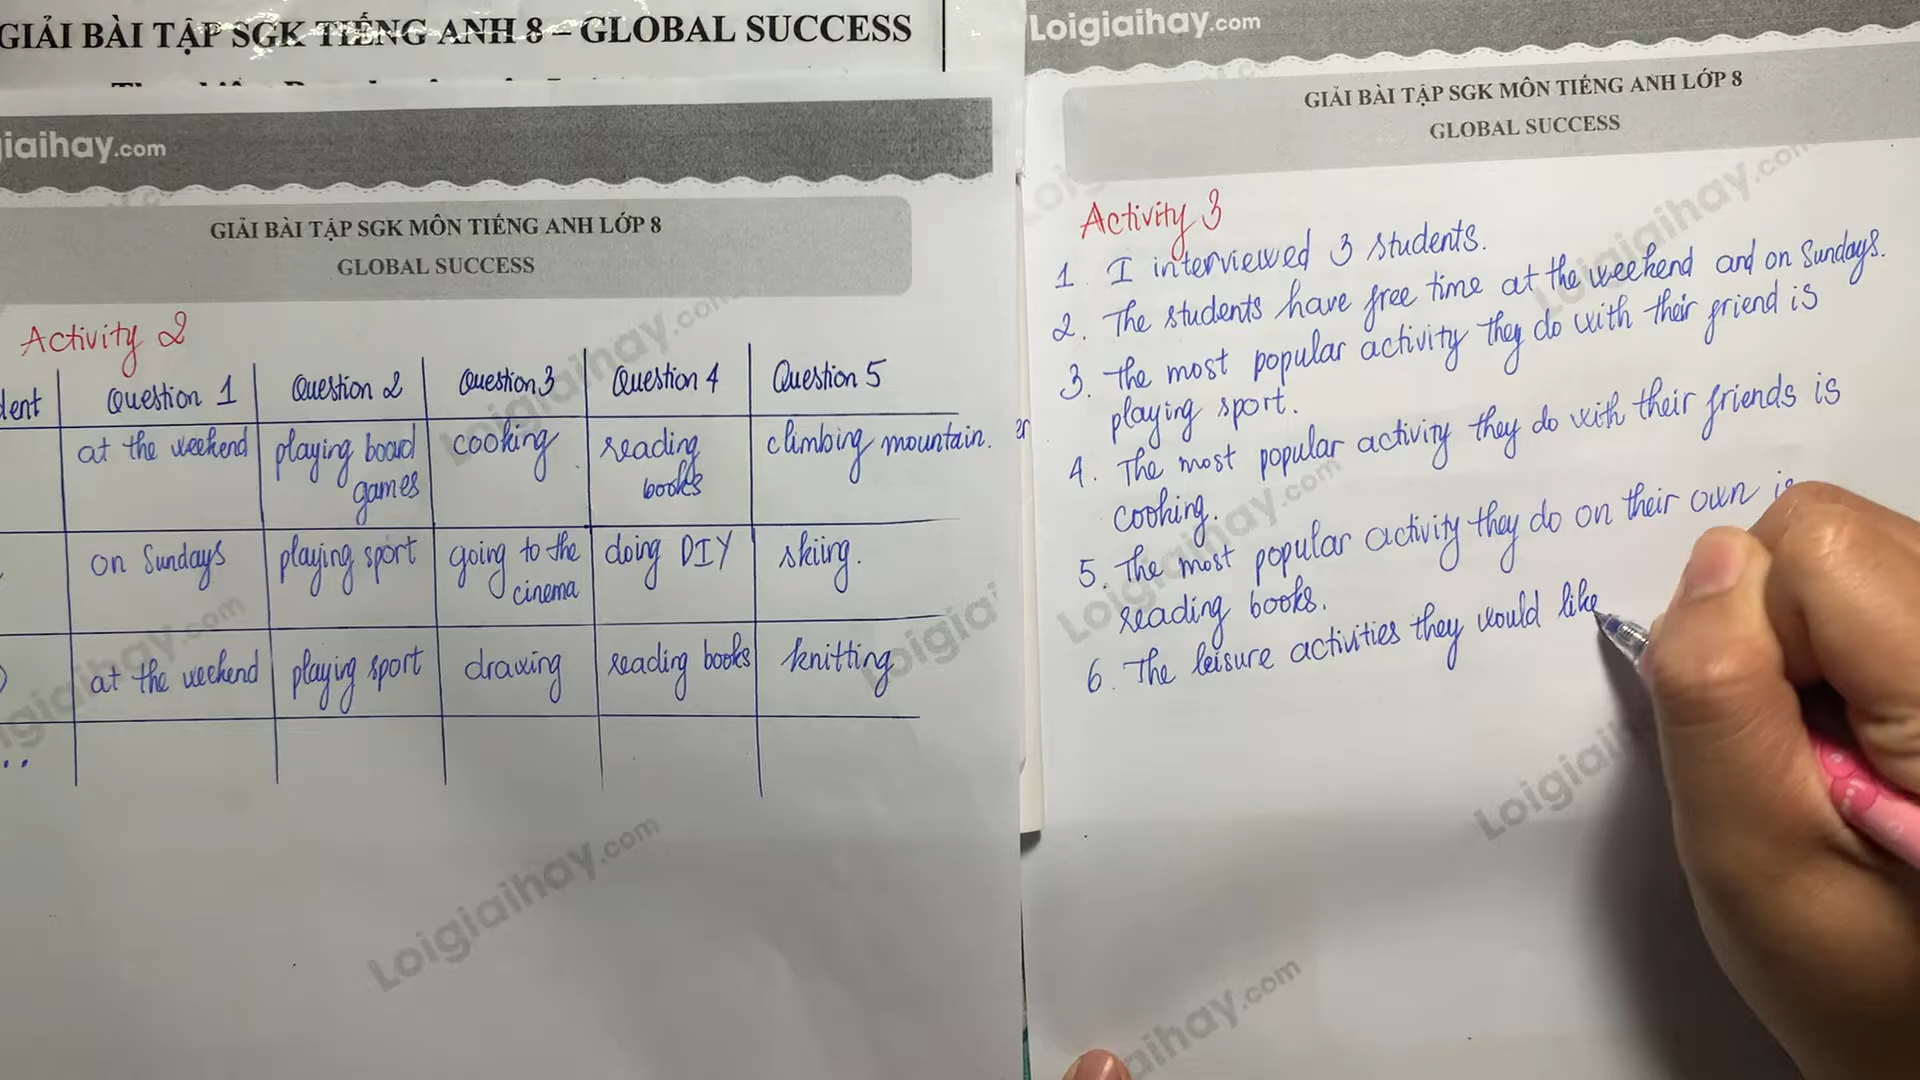 GIẢI BÀI TẬP SGK TIẾNG ANH 8 – GLOBAL SUCCESS
giaihay.com
GIẢI BÀI TẬP SGK MÔN TIẾNG ANH LỚP 8
GLOBAL SUCCESS
Activity 2
dent Question 1 Question 2 Question 3 Question 4 Question 5
at the weekend playing board games cooking reading books climbing mountain.
on Sundays playing sport going to the cinema doing DIY skiing.
at the weekend playing sport drawing reading books knitting
..
Loigiaihay.com
Loigiaihay.com
GIẢI BÀI TẬP SGK MÔN TIẾNG ANH LỚP 8
GLOBAL SUCCESS
Activity 3
1. I interviewed 3 students.
2. The students have free time at the weekend and on Sundays.
3. The most popular activity they do with their friend is
playing sport.
4. The most popular activity they do with their friends is
cooking.
5. The most popular activity they do on their own is
reading books.
6. The leisure activities they would like